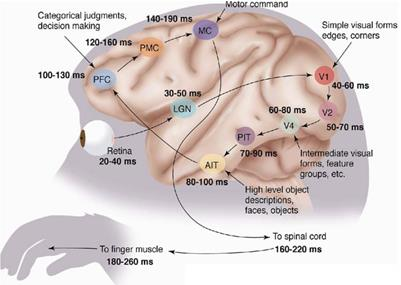 Categorical judgments,
decision making
140-190 ms
Motor command
Simple visual forms
edges, corners
120-160 ms
PMC
MC
100-130 ms
PFC
30-50 ms
LGN
V1
40-60 ms
Retina
20-40 ms
60-80 ms
V2
50-70 ms
V4
PIT
70-90 ms
AIT
80-100 ms
Intermediate visual
forms, feature
groups, etc.
High level object
descriptions,
faces, objects
To spinal cord
160-220 ms
To finger muscle
180-260 ms